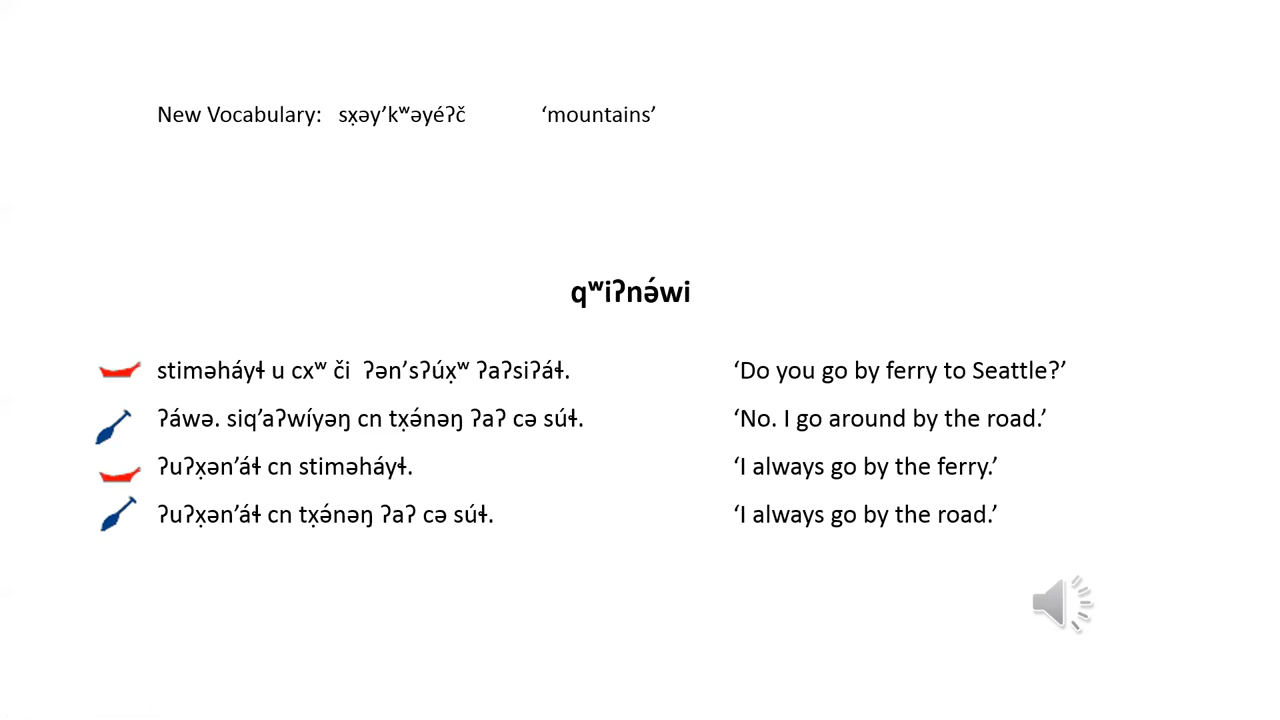 New Vocabulary: sx̣əy’kʷəyéʔč ‘mountains’
qʷiʔnə́wi
stiməháyɬ u cxʷ či ʔən’sʔúx̣ʷ ʔaʔsiʔáɬ. ‘Do you go by ferry to Seattle?’
ʔáwə. siq’aʔwíyəŋ cn tx̣ə́nəŋ ʔaʔ cə súɬ. ‘No. I go around by the road.’
ʔuʔx̣ən’áɬ cn stiməháyɬ. ‘I always go by the ferry.’
ʔuʔx̣ən’áɬ cn tx̣ə́nəŋ ʔaʔ cə súɬ. ‘I always go by the road.’